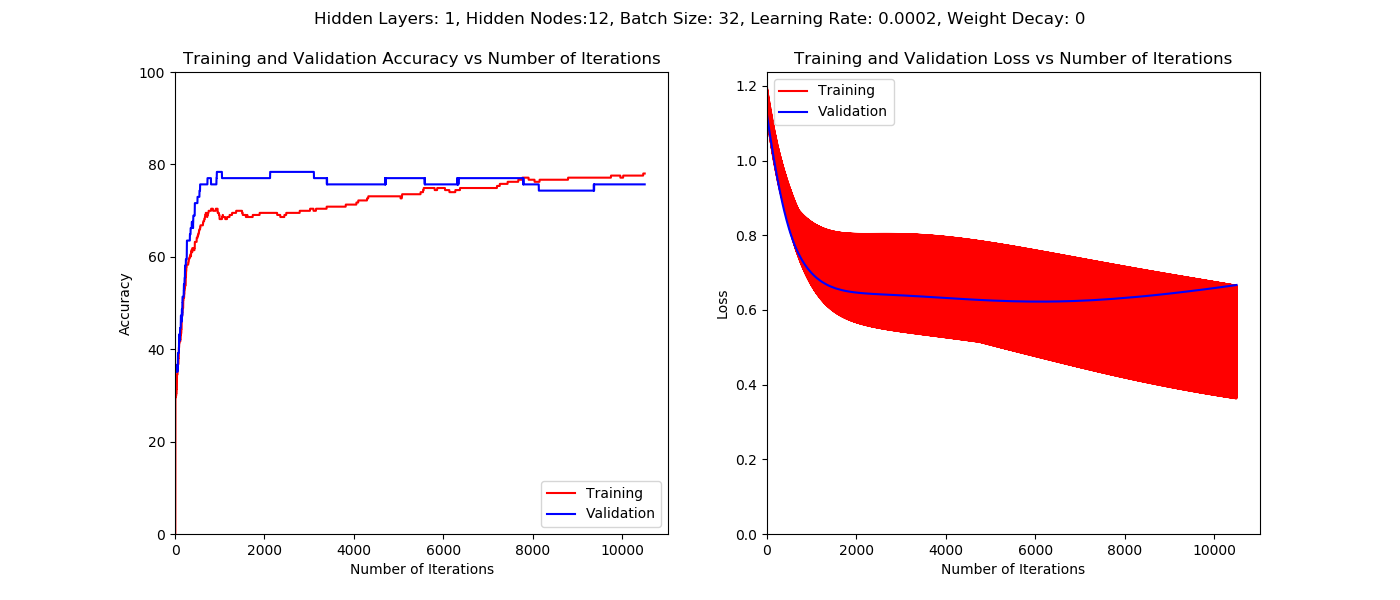 Hidden Layers: 1, Hidden Nodes:12, Batch Size: 32, Learning Rate: 0.0002, Weight Decay: 0
Training and Validation Accuracy vs Number of Iterations
100
80
60
40
20
0
Accuracy
0 2000 4000 6000 8000 10000
Number of Iterations
Training
Validation
Training and Validation Loss vs Number of Iterations
1.2
1.0
0.8
0.6
0.4
0.2
0.0
Loss
0 2000 4000 6000 8000 10000
Number of Iterations
Training
Validation